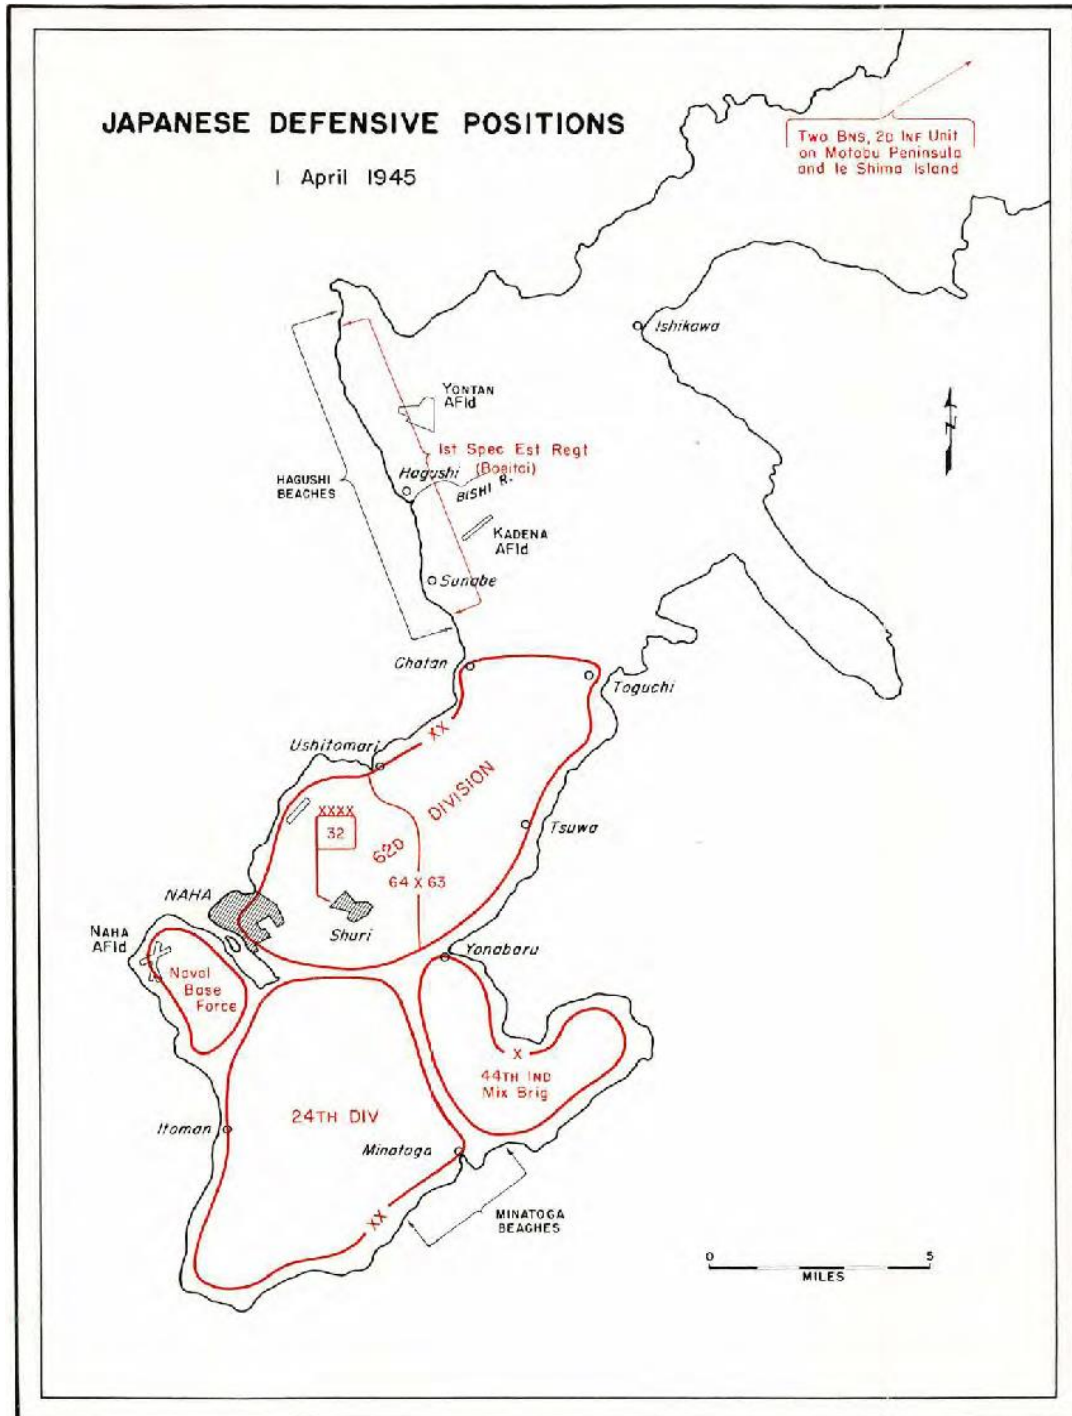 JAPANESE DEFENSIVE POSITIONS
1 April 1945
TWO BNS, 2D INF Unit
on Motobu Peninsula
and Ie Shima Island
Ishikawa
N
YONTAN
AFld
1st Spec Est Regt
(Boeitai)
Hagushi
BISHI R.
HAGUSHI
BEACHES
KADENA
AFld
Sunabe
Chatan
Toguchi
XX
Ushitomari
62D DIVISION
XXXX
32
Tsuwa
64 X 63
NAHA
Shuri
NAHA
AFld
Yonabaru
Naval
Base
Force
X
44TH IND
Mix Brig
24TH DIV
Itoman
Minatoga
XX
MINATOGA
BEAGHES
0 5
MILES